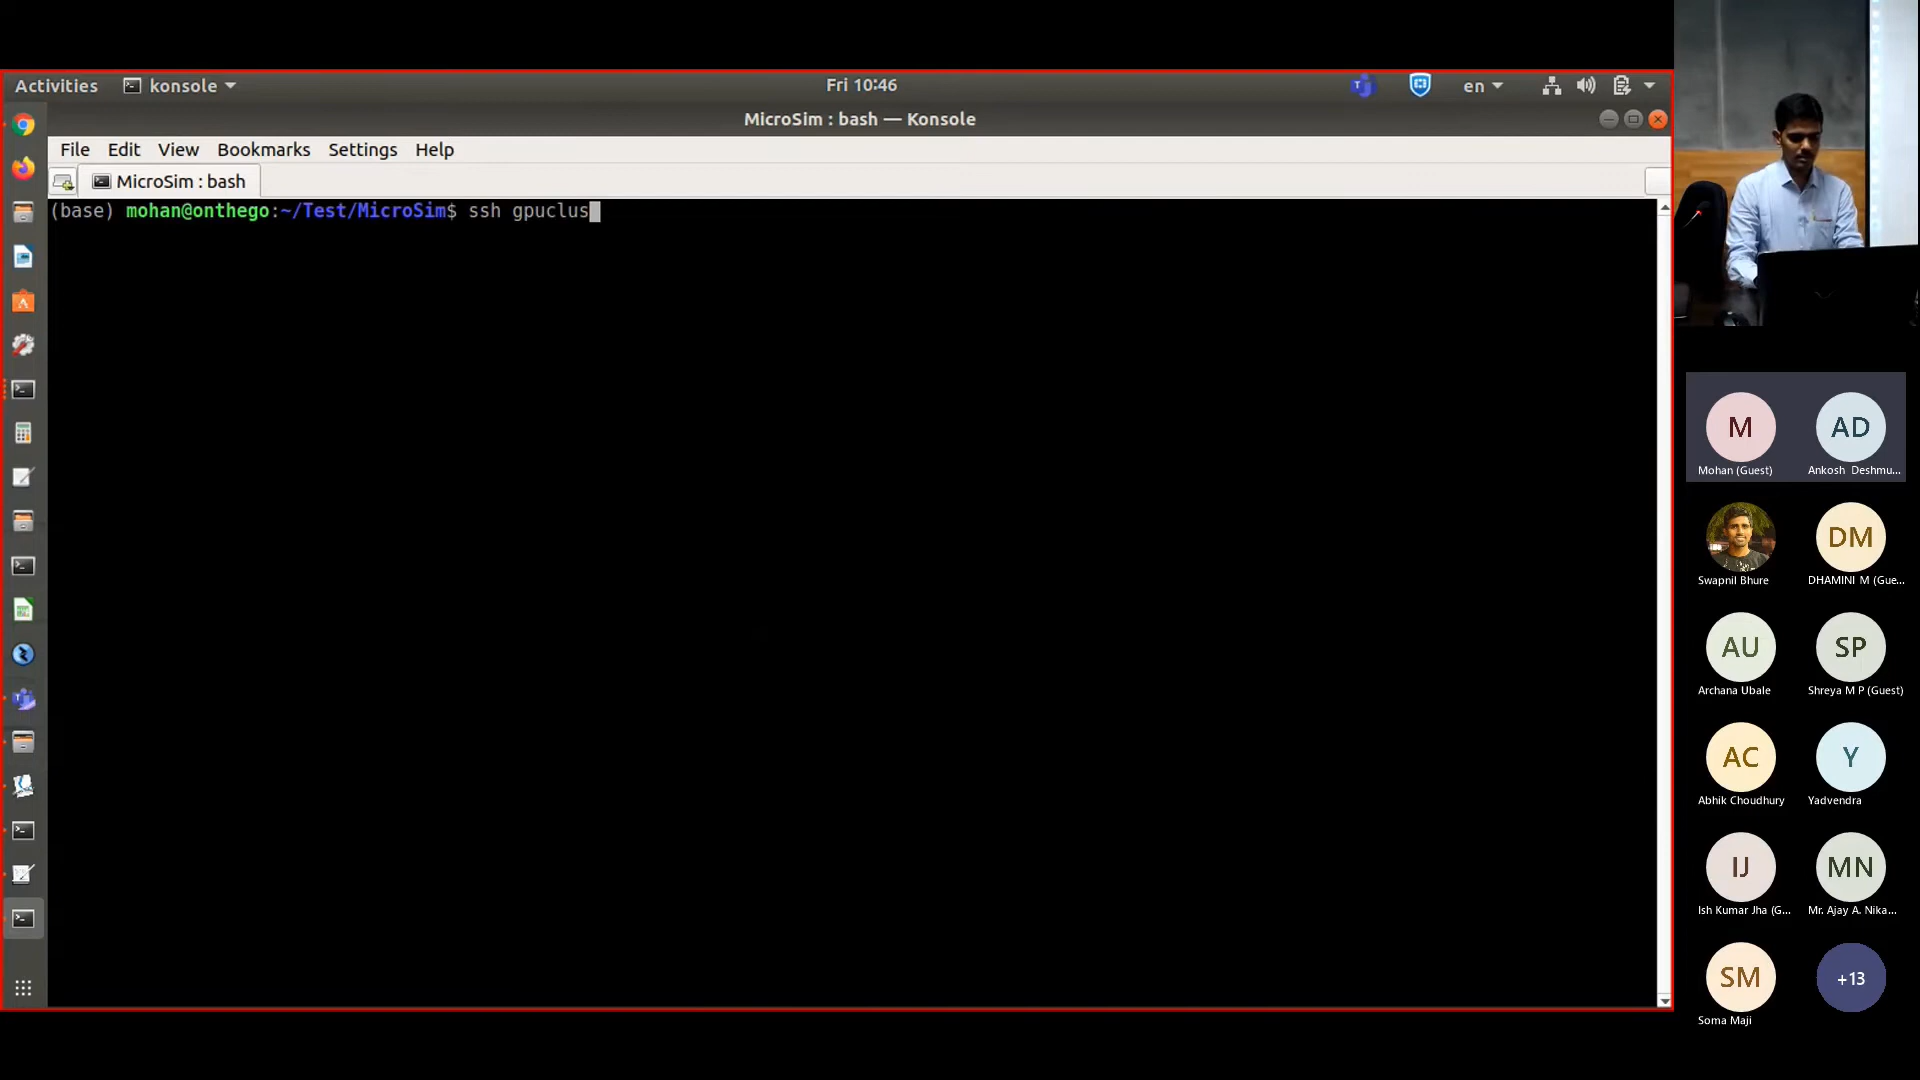 Activities konsole Fri 10:46 en
MicroSim : bash — Konsole
File Edit View Bookmarks Settings Help
MicroSim : bash
(base) mohan@onthego:~/Test/MicroSim$ ssh gpuclus
M AD
Mohan (Guest) Ankosh Deshmu...
DM
Swapnil Bhure DHAMINI M (Gue...
AU SP
Archana Ubale Shreya M P (Guest)
AC Y
Abhik Choudhury Yadvendra
IJ MN
Ish Kumar Jha (G... Mr. Ajay A. Nika...
SM +13
Soma Maji